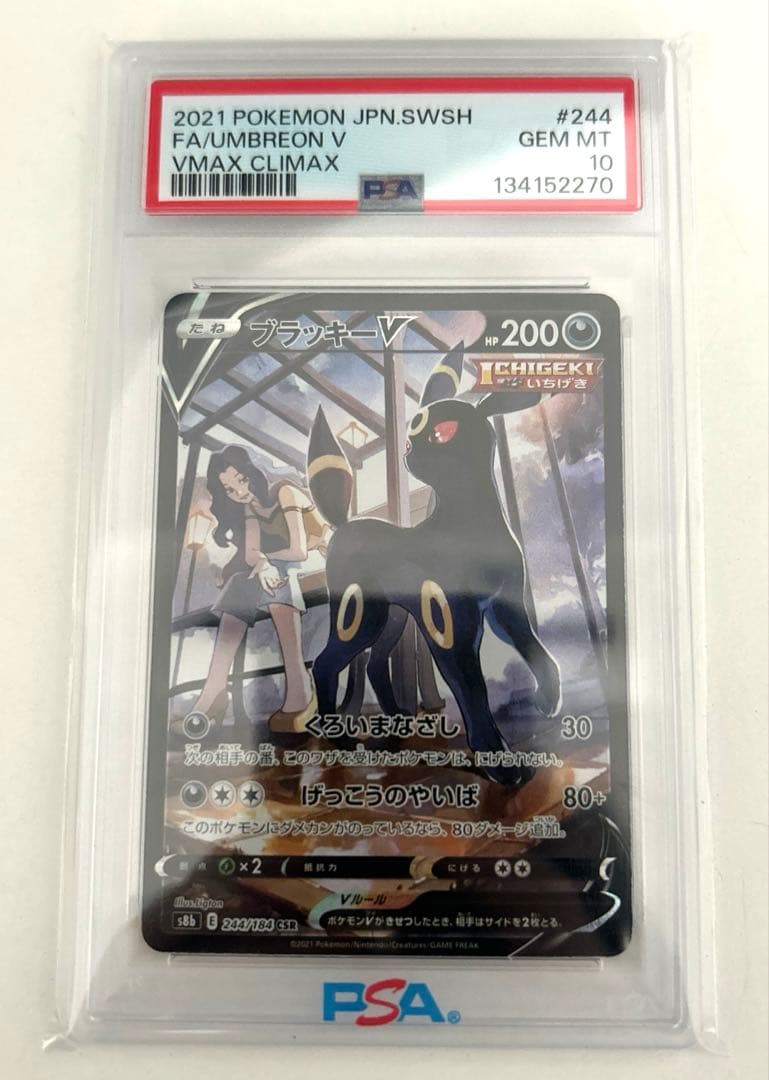 2021 POKEMON JPN.SWSH #244
FA/UMBREON V GEM MT
VMAX CLIMAX 10
PSA 134152270
たね ブラッキーV HP200
ICHIGEKI
いちげき
くろいまなざし 30
次の相手の番、このワザを受けたポケモンは、にげられない。
げっこうのやいば 80+
このポケモンにダメカンがのっているなら、80ダメージ追加。
弱点 ×2 抵抗力 にげる
Illus.Ligton
Vルール
s8b E 244/184 CSR ポケモンVがきぜつしたとき、相手はサイドを2枚とる。
©2021 Pokémon/Nintendo/Creatures/GAME FREAK
PSA®